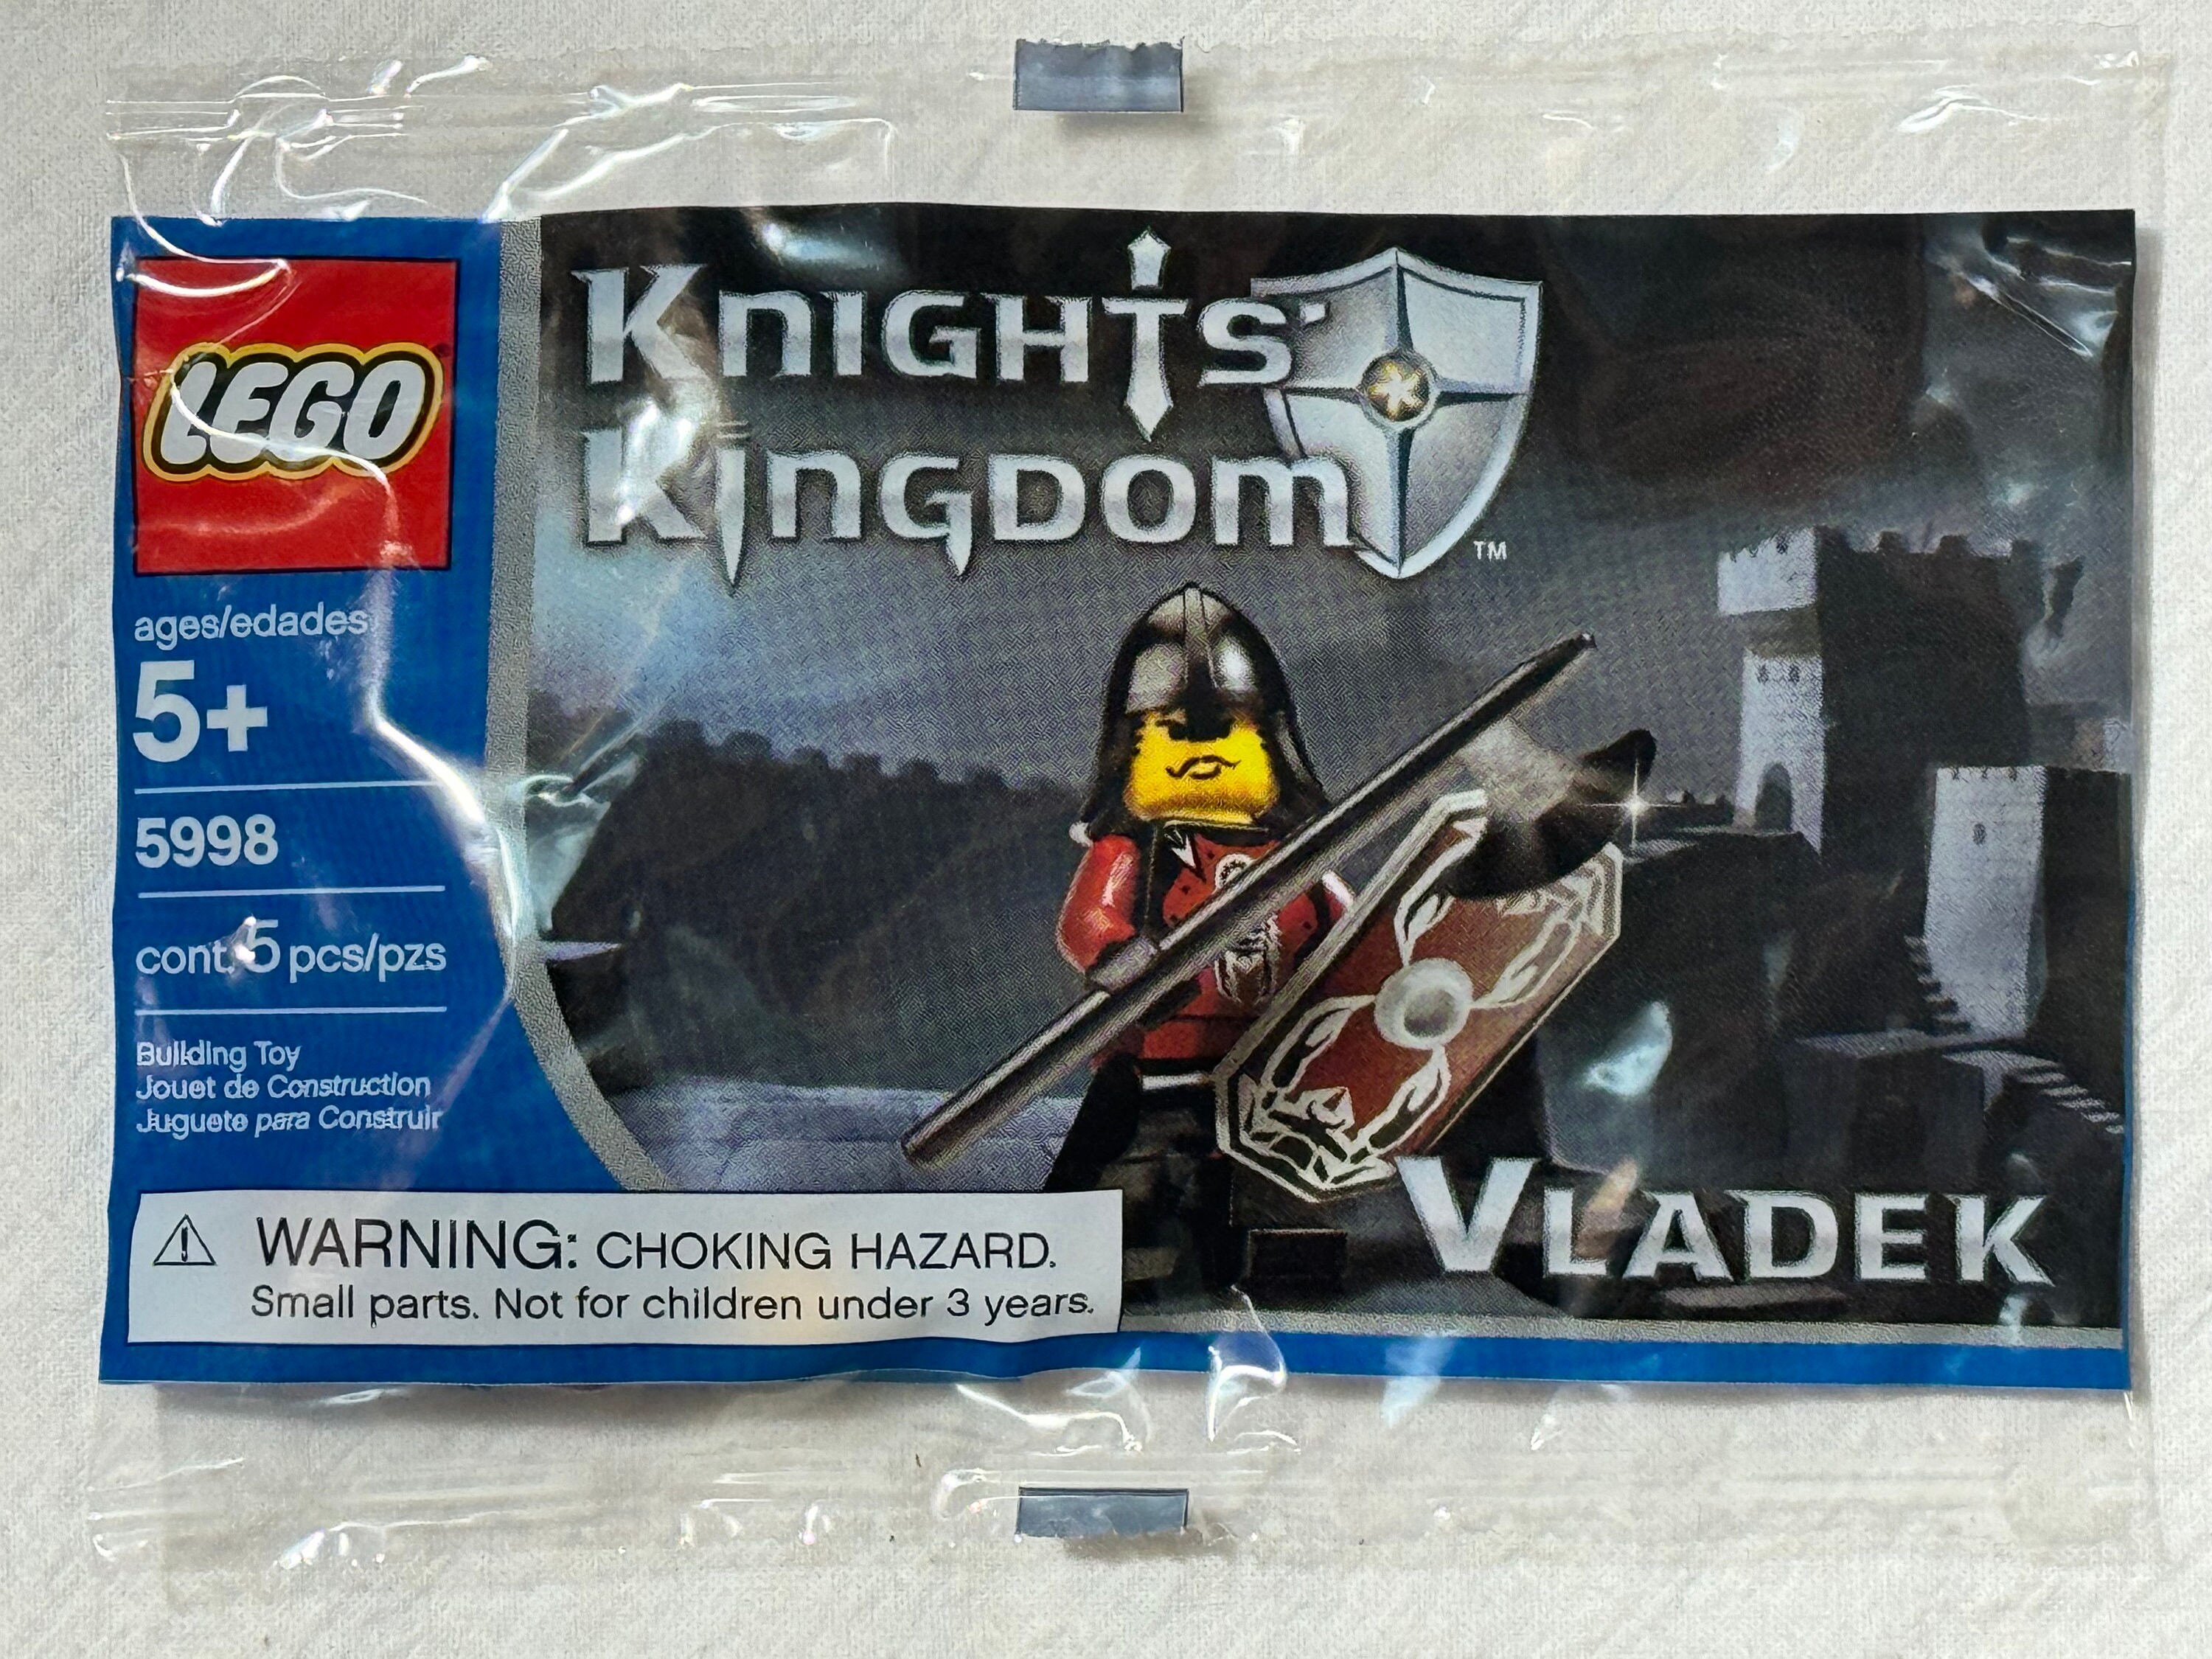 LEGO
ages/edades
5+
5998
cont. 5 pcs/pzs
Building Toy
Jouet de Construction
Juguete para Construir
WARNING: CHOKING HAZARD.
Small parts. Not for children under 3 years.
KnIGHTS'
KingDom
TM
VLADEK